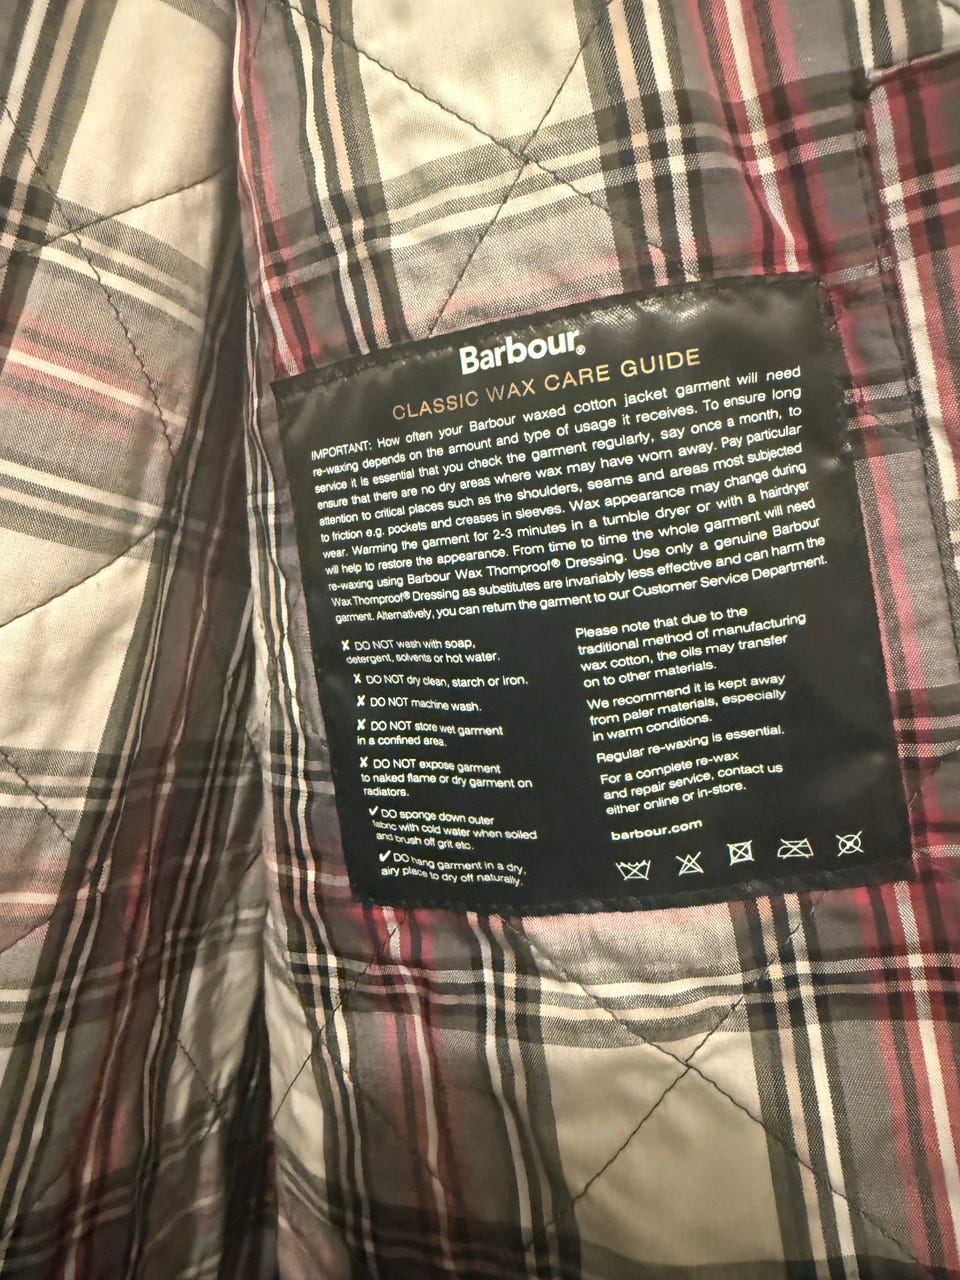 Barbour®
CLASSIC WAX CARE GUIDE
IMPORTANT: How often your Barbour waxed cotton jacket garment will need
re-waxing depends on the amount and type of usage it receives. To ensure long
service it is essential that you check the garment regularly, say once a month, to
ensure that there are no dry areas where wax may have worn away. Pay particular
attention to critical places such as the shoulders, seams and areas most subjected
to friction e.g. pockets and creases in sleeves. Wax appearance may change during
wear. Warming the garment for 2-3 minutes in a tumble dryer or with a hairdryer
will help to restore the appearance. From time to time the whole garment will need
re-waxing using Barbour Wax Thornproof® Dressing. Use only a genuine Barbour
Wax Thornproof® Dressing as substitutes are invariably less effective and can harm the
garment. Alternatively, you can return the garment to our Customer Service Department.
✗ DO NOT wash with soap,
detergent, solvents or hot water.
✗ DO NOT dry clean, starch or iron.
✗ DO NOT machine wash.
✗ DO NOT store wet garment
in a confined area.
✗ DO NOT expose garment
to naked flame or dry garment on
radiators.
✓ DO sponge down outer
fabric with cold water when soiled
and brush off grit etc.
✓ DO hang garment in a dry,
airy place to dry off naturally.
Please note that due to the
traditional method of manufacturing
wax cotton, the oils may transfer
on to other materials.
We recommend it is kept away
from paler materials, especially
in warm conditions.
Regular re-waxing is essential.
For a complete re-wax
and repair service, contact us
either online or in-store.
barbour.com